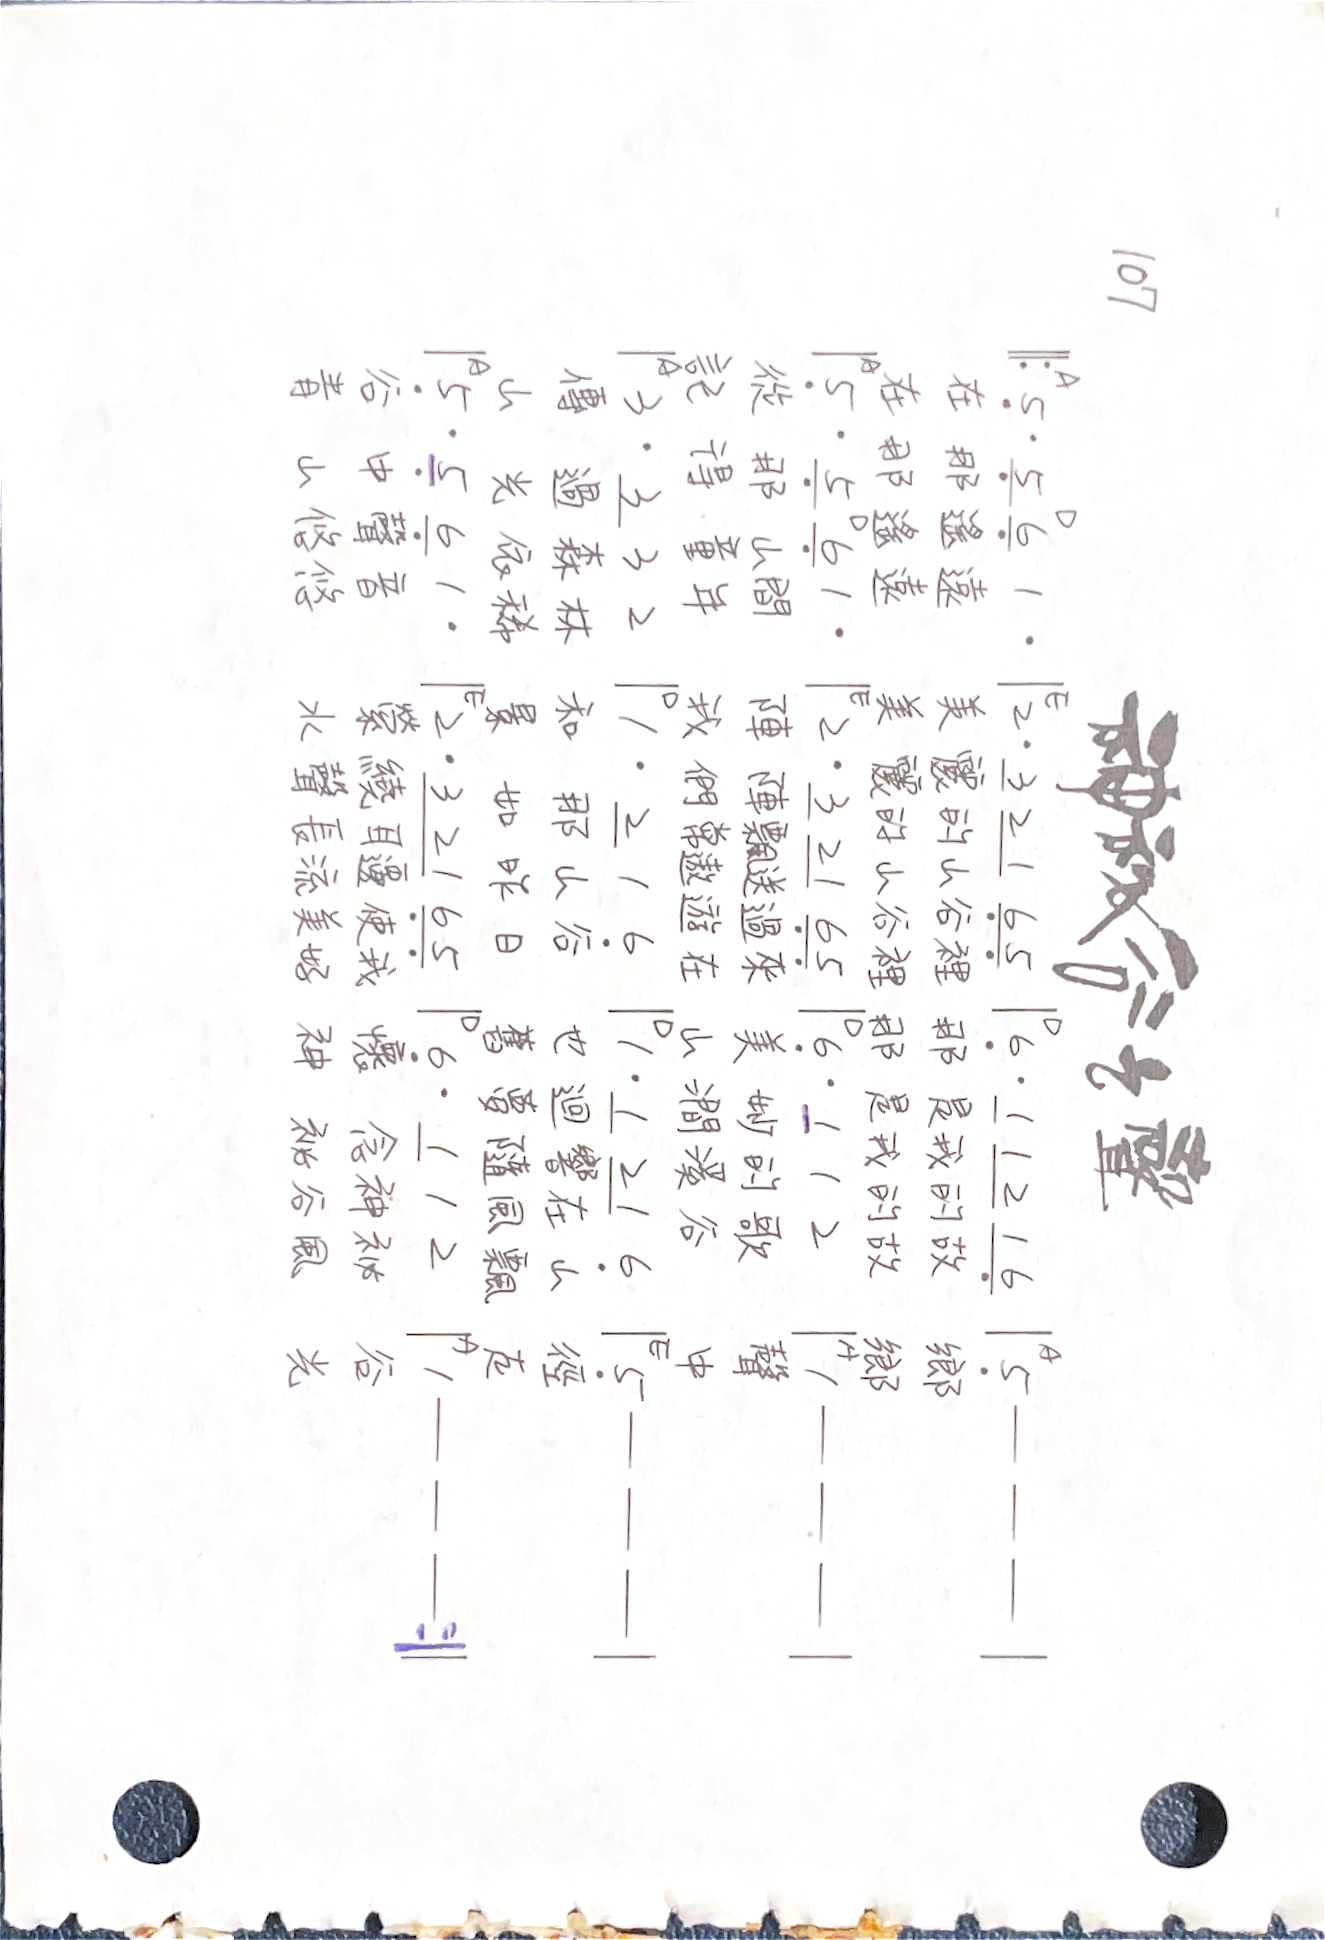 神祕谷之聲
107
A D E D A
‖: 5 · 5 6 1 · | 2 · 3 2 1 6 5 | 6 · 1 1 2 1 6 | 5 — — — |
在那遙遠 美麗的山谷裡 那是我的故 鄉
在那遙遠 美麗的山谷裡 那是我的故 鄉
A D E D A
| 5 · 5 6 1 · | 2 · 3 2 1 6 5 | 6 · 1 1 2 | 1 — — — |
從那山間 陣陣飄送過來 美妙的歌 聲
記得童年 我們常遨遊在 山澗溪谷 中
A D D E
| 3 · 3 3 2 | 1 · 2 1 6 | 1 · 1 2 1 6 | 5 — — — |
傳過森林 和那山谷 也迴響在山 徑
山光依稀 景如昨日 舊夢隨風飄 走
A E D A
| 5 · 5 6 1 · | 2 · 3 2 1 6 5 | 6 · 1 1 2 | 1 — — — :‖
谷中聲音 縈繞耳邊使我 懷念神祕 谷
青山悠悠 水聲長流美好 神祕谷風 光